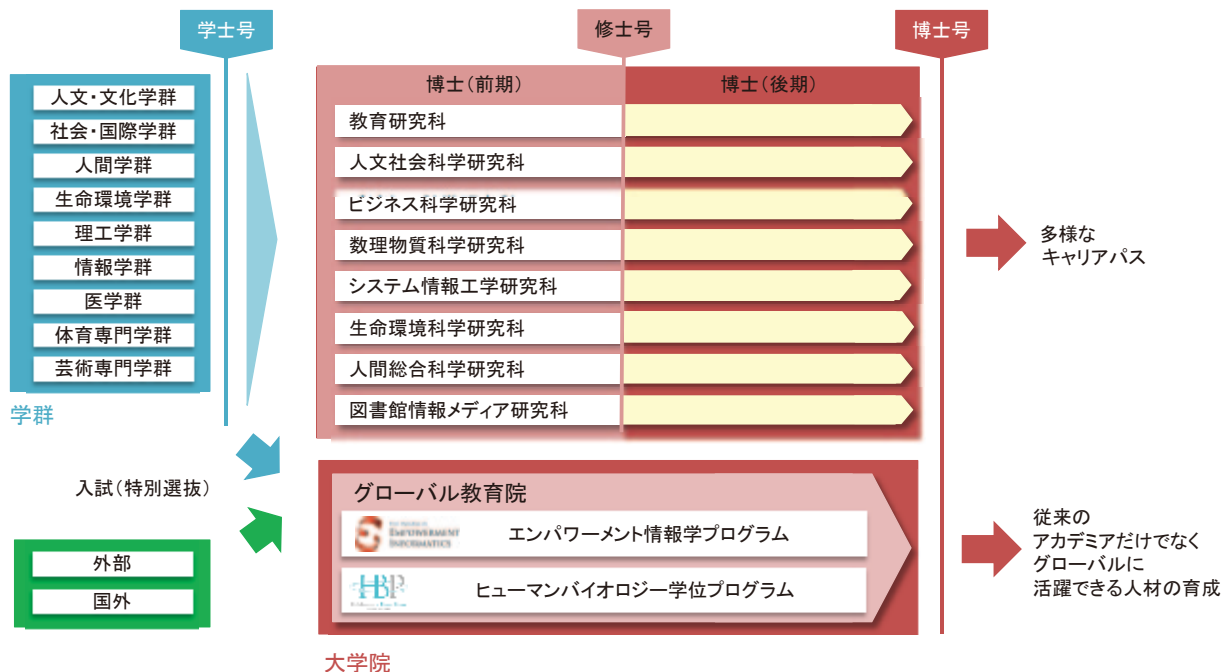 学士号
修士号
博士号
人文・文化学群
社会・国際学群
人間学群
生命環境学群
理工学群
情報学群
医学群
体育専門学群
芸術専門学群
学群
博士（前期）
博士（後期）
教育研究科
人文社会科学研究科
ビジネス科学研究科
数理物質科学研究科
システム情報工学研究科
生命環境科学研究科
人間総合科学研究科
図書館情報メディア研究科
多様な
キャリアパス
入試（特別選抜）
外部
国外
グローバル教育院
EMPOWERMENT
INFORMATICS
エンパワーメント情報学プログラム
HBP
ヒューマンバイオロジー学位プログラム
従来の
アカデミアだけでなく
グローバルに
活躍できる人材の育成
大学院